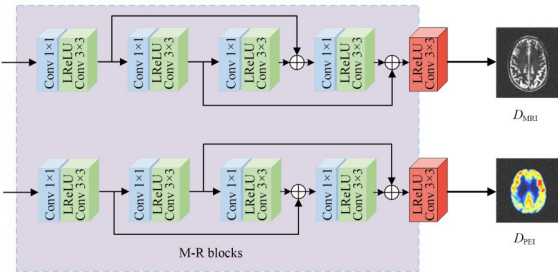 Conv 1×1
LReLU
Conv 3×3
Conv 1×1
LReLU
Conv 3×3
Conv 1×1
LReLU
Conv 3×3
Conv 1×1
LReLU
Conv 3×3
LReLU
Conv 3×3
D_MRI
Conv 1×1
LReLU
Conv 3×3
Conv 1×1
LReLU
Conv 3×3
Conv 1×1
LReLU
Conv 3×3
Conv 1×1
LReLU
Conv 3×3
LReLU
Conv 3×3
D_PEI
M-R blocks